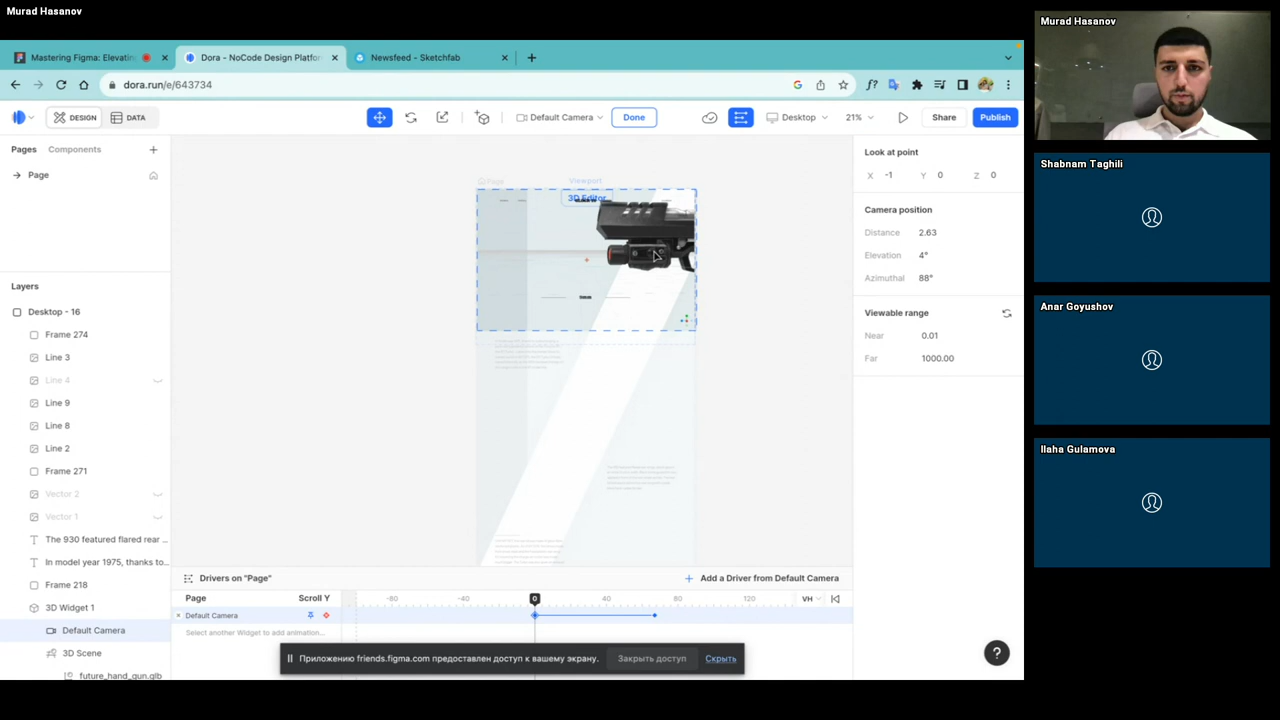 Murad Hasanov
Mastering Figma: Elevatin
Dora - NoCode Design Platfor
Newsfeed - Sketchfab
dora.run/e/643734
DESIGN
DATA
Default Camera
Done
Desktop
21%
Share
Publish
Pages
Components
Page
Layers
Desktop - 16
Frame 274
Line 3
Line 4
Line 9
Line 8
Line 2
Frame 271
Vector 2
Vector 1
The 930 featured flared rear ...
In model year 1975, thanks to...
Frame 218
3D Widget 1
Default Camera
3D Scene
future_hand_gun.glb
Page
Viewport
3D Editor
Look at point
X -1 Y 0 Z 0
Camera position
Distance 2.63
Elevation 4°
Azimuthal 88°
Viewable range
Near 0.01
Far 1000.00
Drivers on "Page"
Add a Driver from Default Camera
Page Scroll Y
-80 -40 0 40 80 120
VH
Default Camera
Select another Widget to add animation...
Приложению friends.figma.com предоставлен доступ к вашему экрану.
Закрыть доступ
Скрыть
?
Murad Hasanov
Shabnam Taghili
Anar Goyushov
Ilaha Gulamova